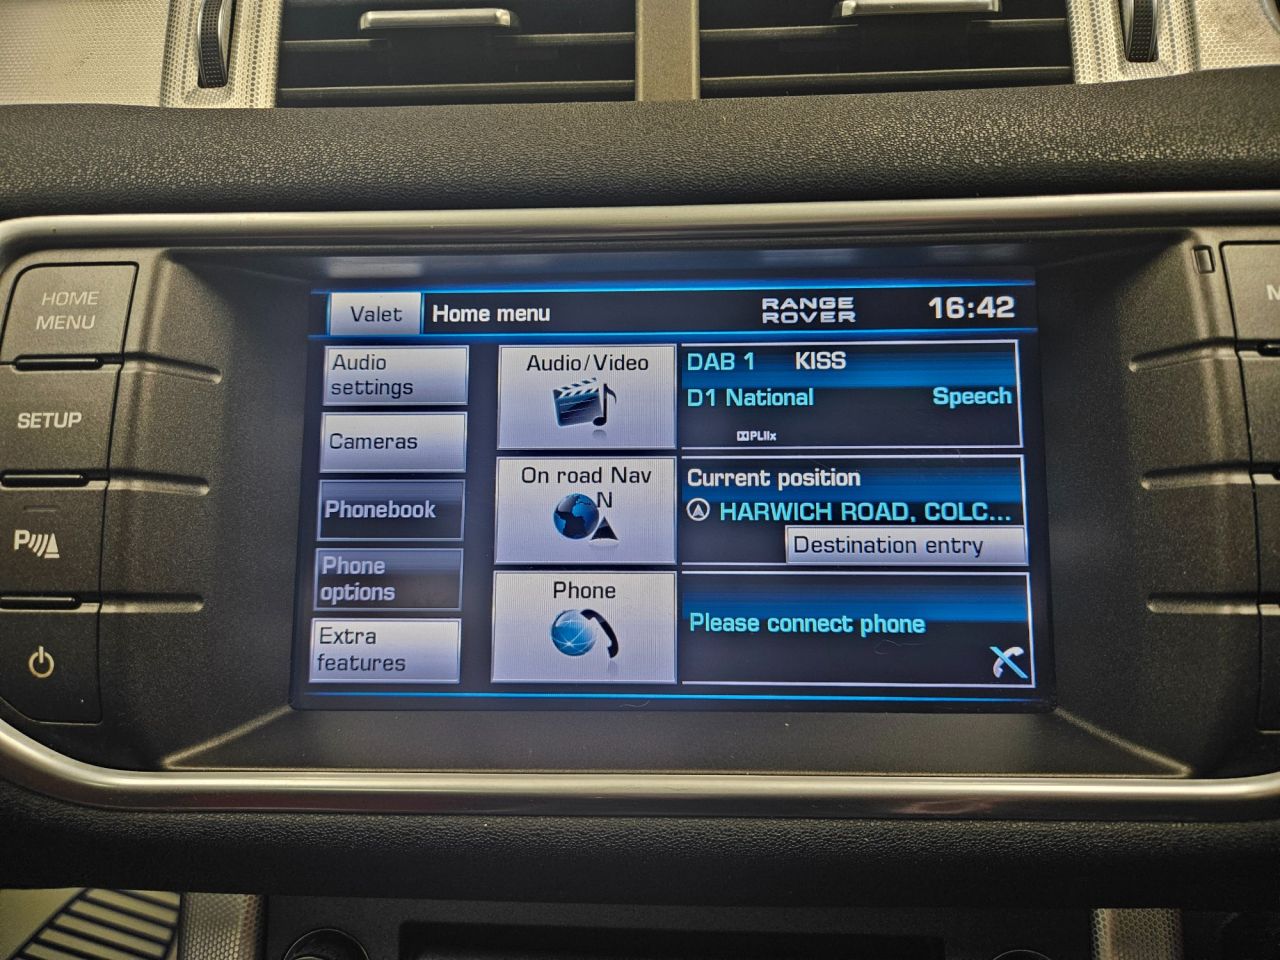 HOME
MENU
SETUP
P
Valet
Home menu
RANGE
ROVER
16:42
Audio
settings
Cameras
Phonebook
Phone
options
Extra
features
Audio/Video
On road Nav
N
Phone
DAB 1 KISS
D1 National Speech
PLIIx
Current position
HARWICH ROAD, COLC...
Destination entry
Please connect phone